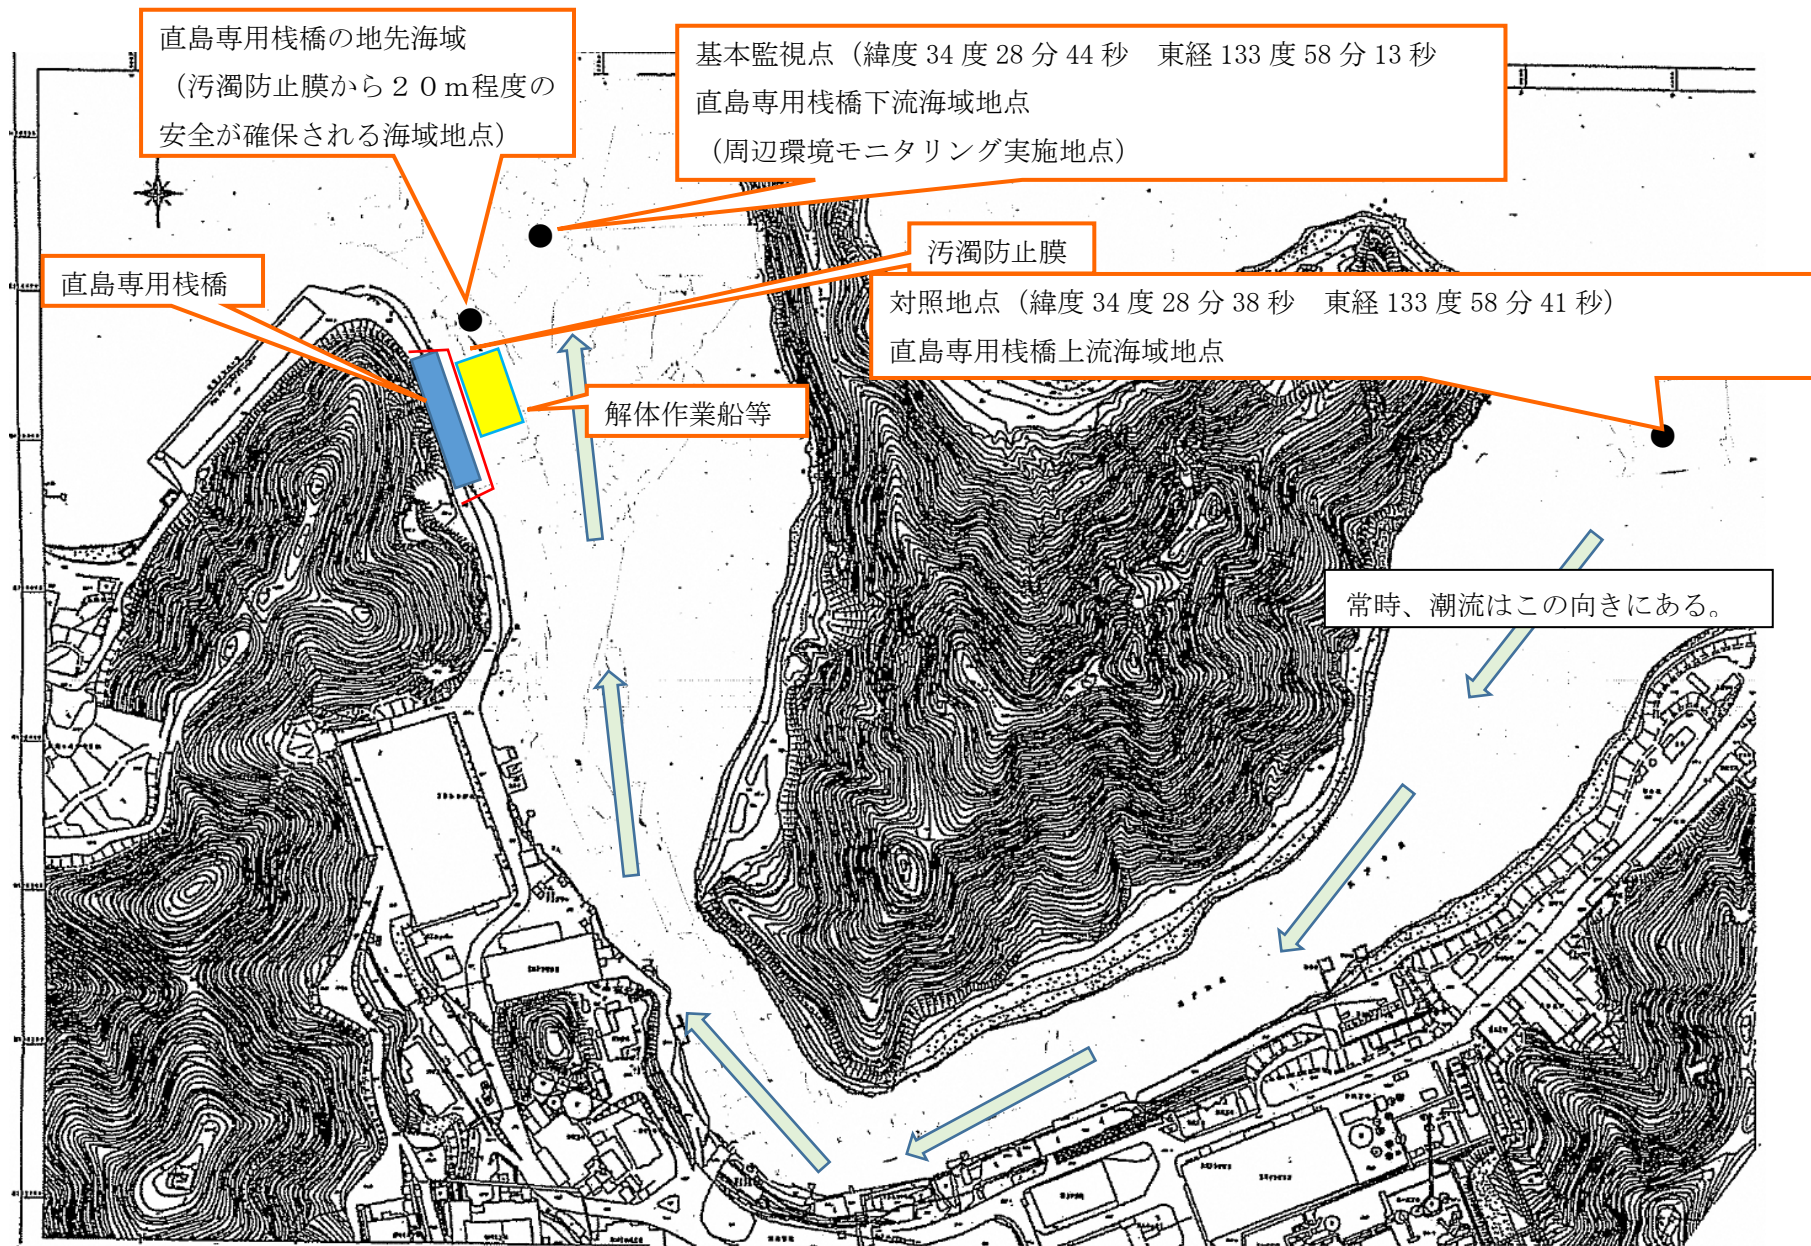 直島専用桟橋の地先海域
（汚濁防止膜から２０ｍ程度の
安全が確保される海域地点）
基本監視点（緯度 34 度 28 分 44 秒　東経 133 度 58 分 13 秒
直島専用桟橋下流海域地点
（周辺環境モニタリング実施地点）
直島専用桟橋
汚濁防止膜
対照地点（緯度 34 度 28 分 38 秒　東経 133 度 58 分 41 秒）
直島専用桟橋上流海域地点
解体作業船等
常時、潮流はこの向きにある。